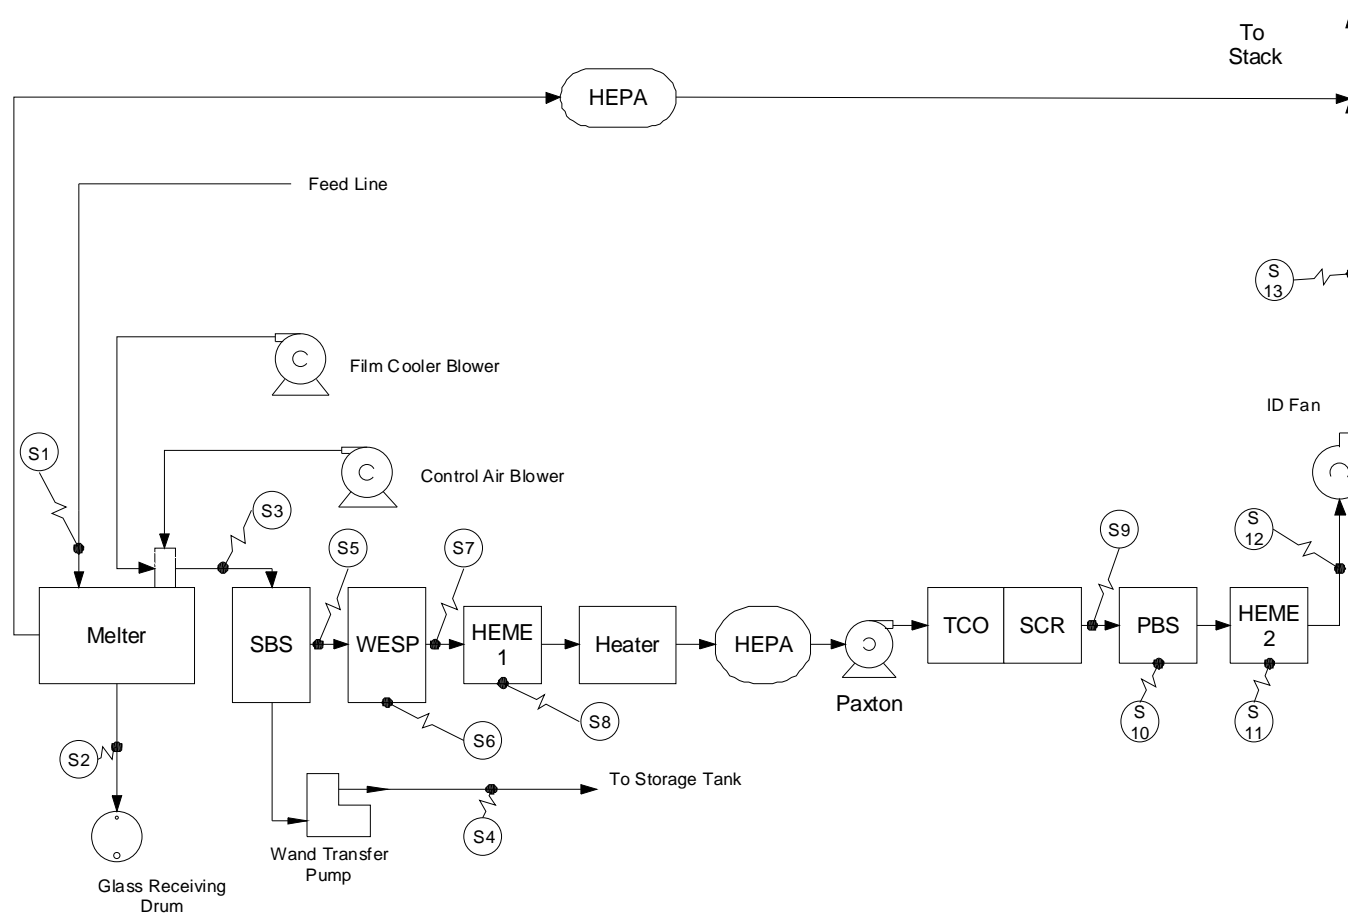 To
Stack
HEPA
Feed Line
S
13
Film Cooler Blower
ID Fan
S1
Control Air Blower
S3
S5
S7
S9
S
12
Melter
SBS
WESP
HEME
1
Heater
HEPA
TCO
SCR
PBS
HEME
2
Paxton
S2
S6
S8
S
10
S
11
To Storage Tank
S4
Wand Transfer
Pump
Glass Receiving
Drum